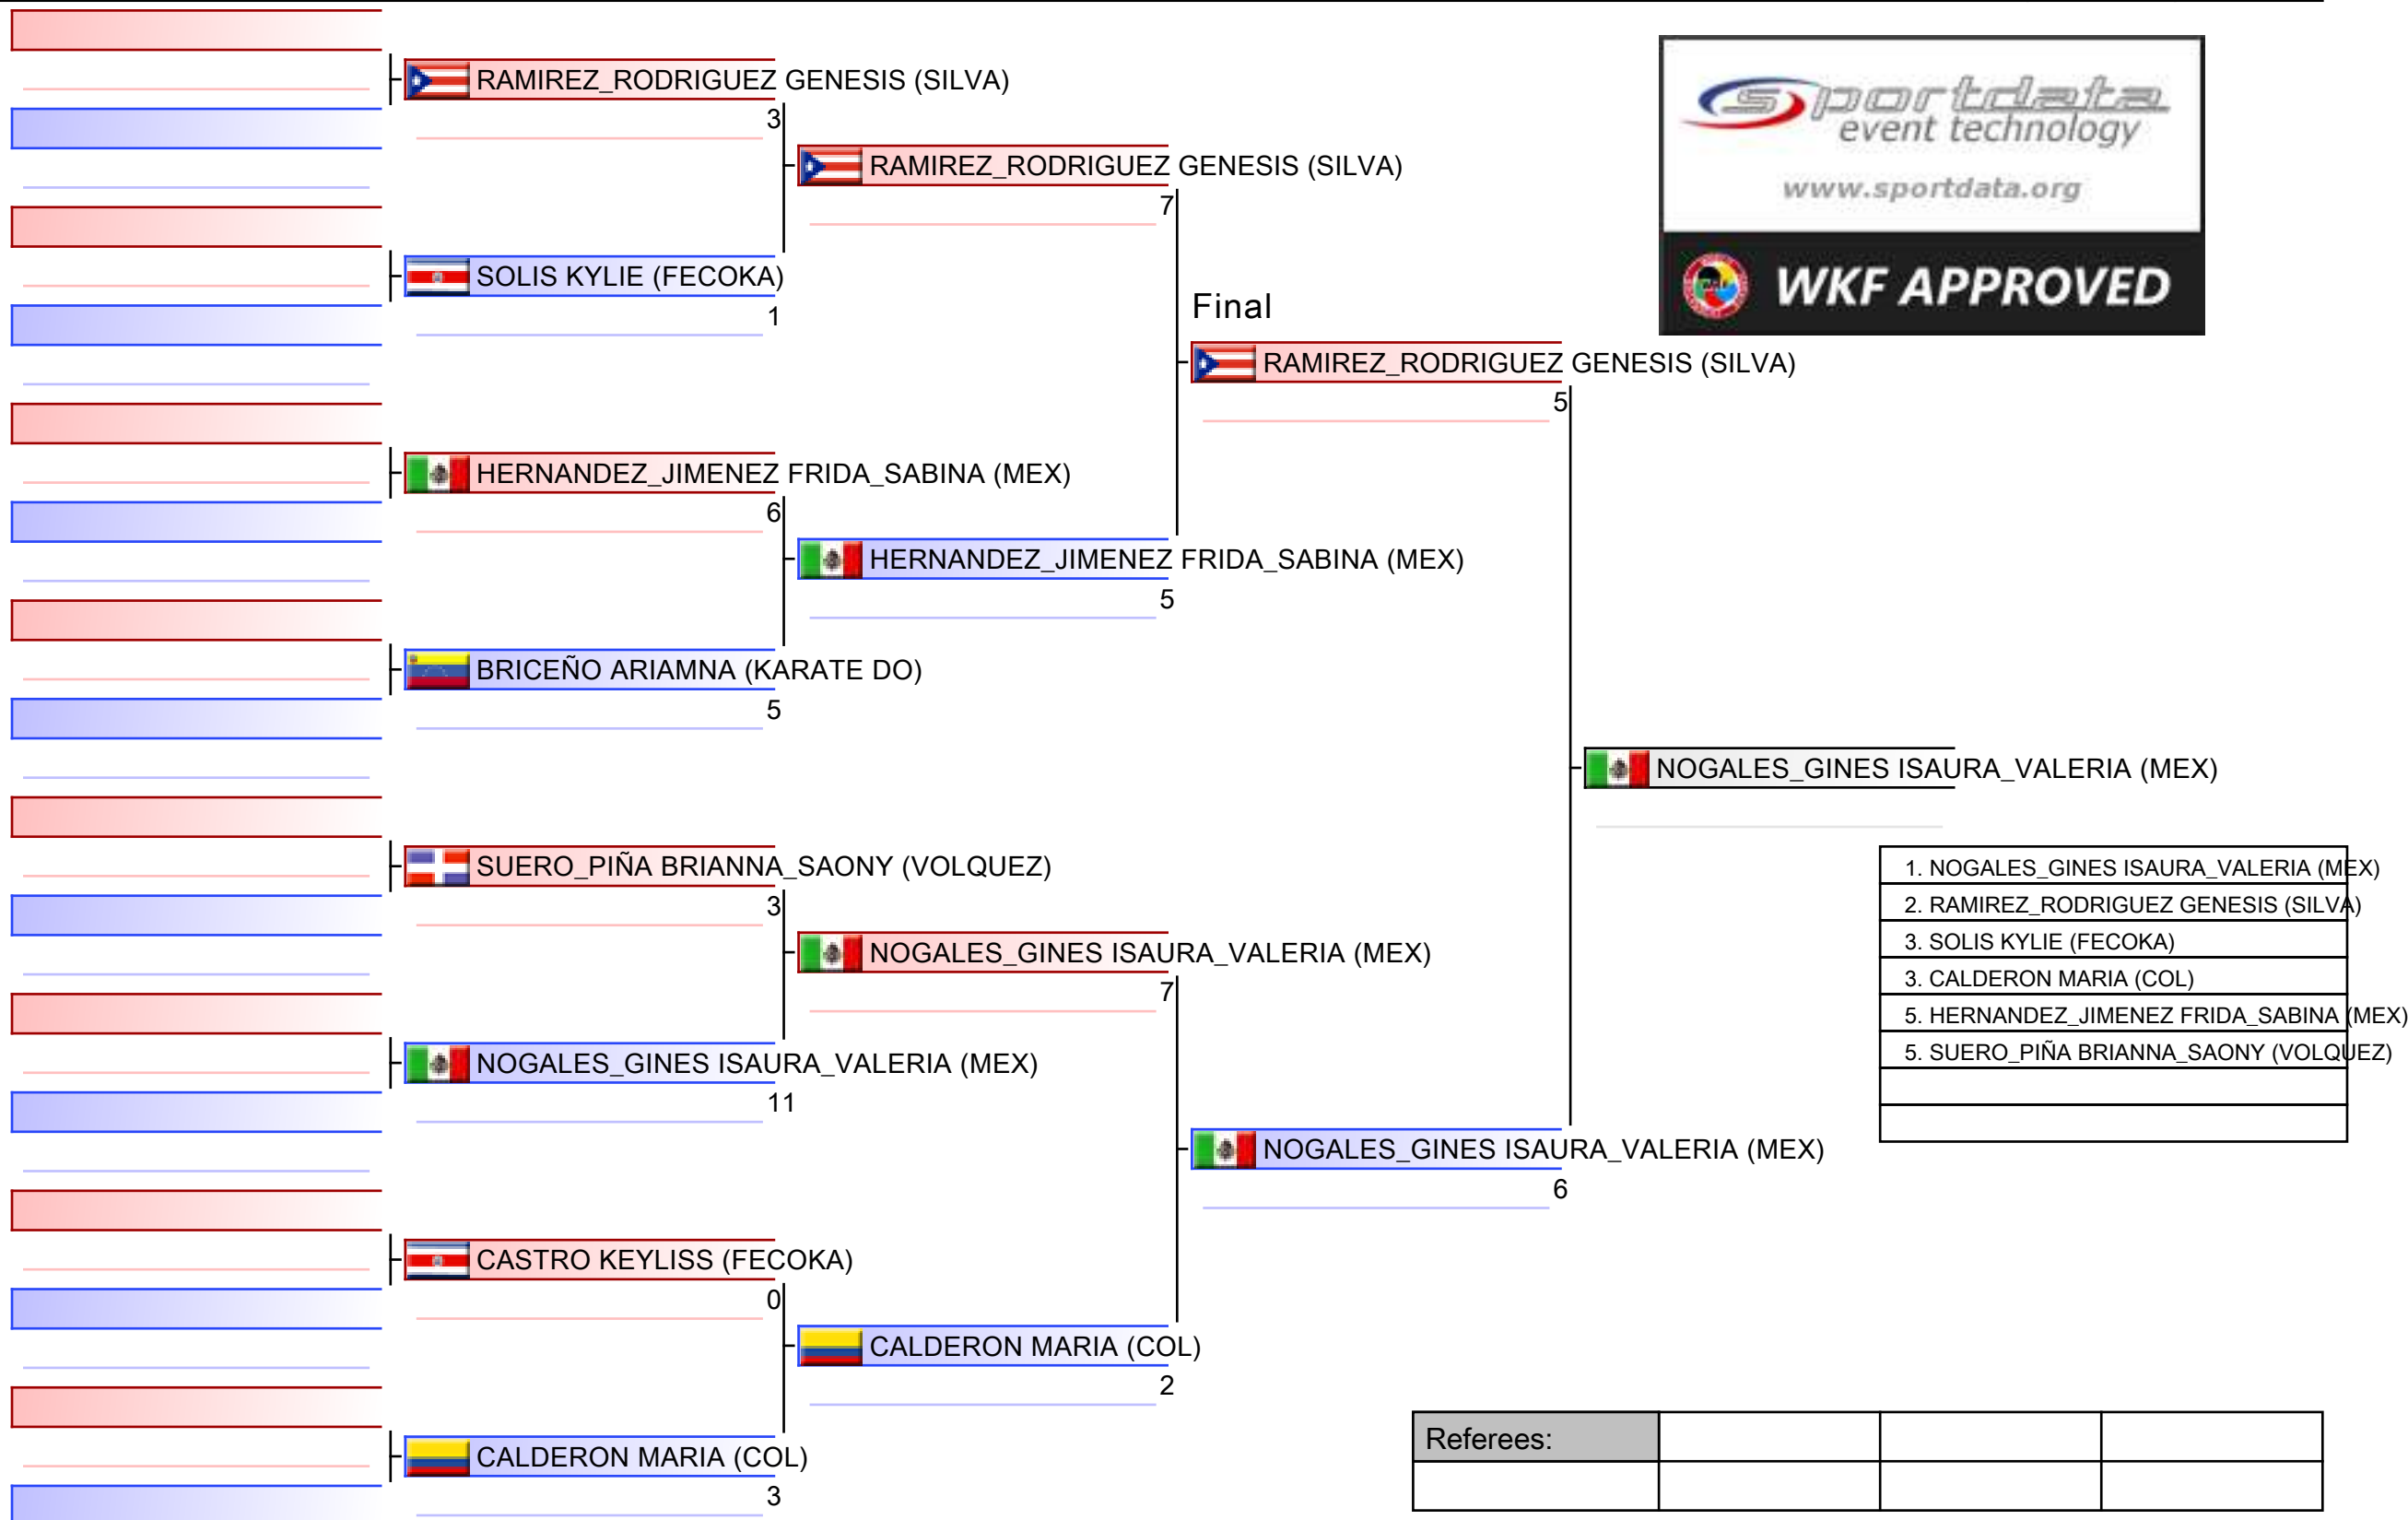 RAMIREZ_RODRIGUEZ GENESIS (SILVA)
3
SOLIS KYLIE (FECOKA)
1
HERNANDEZ_JIMENEZ FRIDA_SABINA (MEX)
6
BRICEÑO ARIAMNA (KARATE DO)
5
SUERO_PIÑA BRIANNA_SAONY (VOLQUEZ)
3
NOGALES_GINES ISAURA_VALERIA (MEX)
11
CASTRO KEYLISS (FECOKA)
0
CALDERON MARIA (COL)
3
RAMIREZ_RODRIGUEZ GENESIS (SILVA)
7
HERNANDEZ_JIMENEZ FRIDA_SABINA (MEX)
5
NOGALES_GINES ISAURA_VALERIA (MEX)
7
CALDERON MARIA (COL)
2
Final
RAMIREZ_RODRIGUEZ GENESIS (SILVA)
5
NOGALES_GINES ISAURA_VALERIA (MEX)
6
NOGALES_GINES ISAURA_VALERIA (MEX)
sportdata
event technology
www.sportdata.org
WKF APPROVED
1. NOGALES_GINES ISAURA_VALERIA (MEX)
2. RAMIREZ_RODRIGUEZ GENESIS (SILVA)
3. SOLIS KYLIE (FECOKA)
3. CALDERON MARIA (COL)
5. HERNANDEZ_JIMENEZ FRIDA_SABINA (MEX)
5. SUERO_PIÑA BRIANNA_SAONY (VOLQUEZ)
Referees: